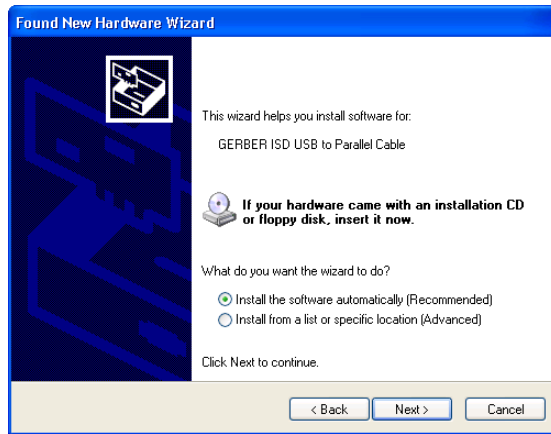 Found New Hardware Wizard
This wizard helps you install software for:
GERBER ISD USB to Parallel Cable
If your hardware came with an installation CD
or floppy disk, insert it now.
What do you want the wizard to do?
Install the software automatically (Recommended)
Install from a list or specific location (Advanced)
Click Next to continue.
< Back Next > Cancel